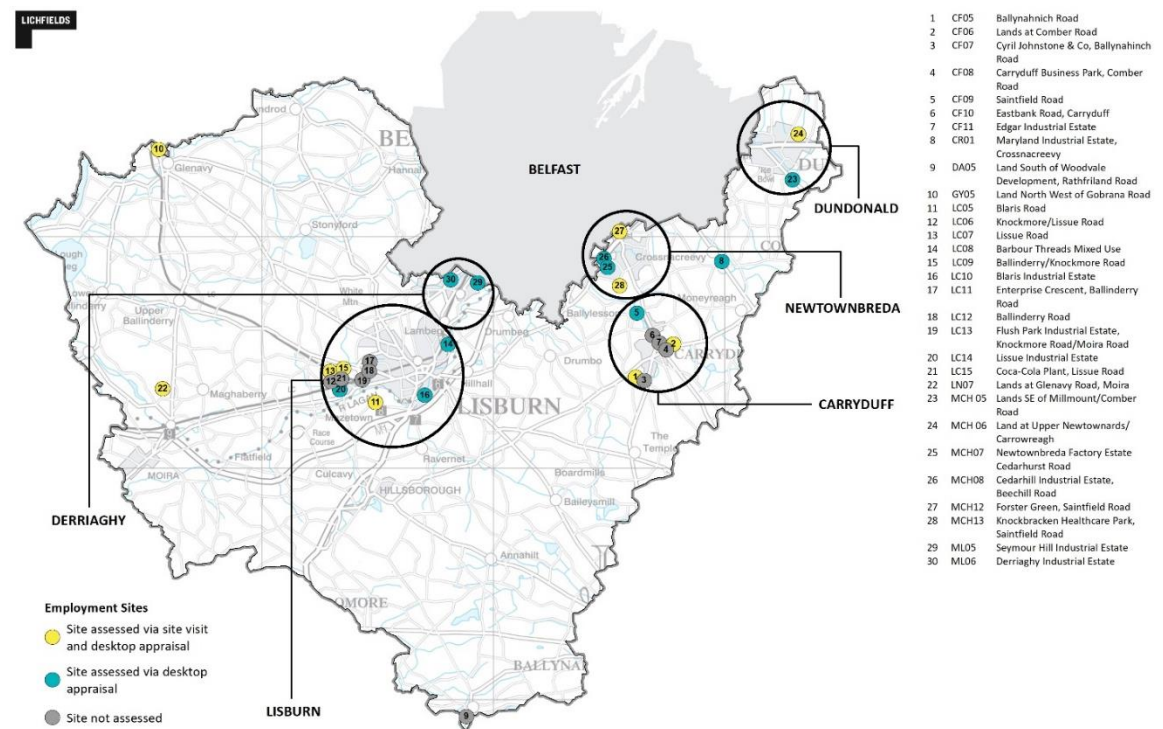 LICHFIELDS
BELFAST
DUNDONALD
NEWTOWNBREDA
CARRYDUFF
DERRIAGHY
LISBURN
Glenavy
Stonyford
Hannah
White
Mtn
Upper
Ballinderry
Lambeg
Drumbeg
Ballylesson
Crossnacreevy
Moneyreagh
Drumbo
CARRYD
Hillhall
LISBURN
Maghaberry
R LAGAN
Mazetown
Race
Course
Flatfield
Culcavy
Ravernet
MOIRA
HILLSBOROUGH
The
Temple
Boardmills
Baileysmill
Annahilt
OMORE
BALLYNA
Employment Sites
Site assessed via site visit
and desktop appraisal
Site assessed via desktop
appraisal
Site not assessed
1 CF05 Ballynahnich Road
2 CF06 Lands at Comber Road
3 CF07 Cyril Johnstone & Co, Ballynahinch
Road
4 CF08 Carryduff Business Park, Comber
Road
5 CF09 Saintfield Road
6 CF10 Eastbank Road, Carryduff
7 CF11 Edgar Industrial Estate
8 CR01 Maryland Industrial Estate,
Crossnacreevy
9 DA05 Land South of Woodvale
Development, Rathfriland Road
10 GY05 Land North West of Gobrana Road
11 LC05 Blaris Road
12 LC06 Knockmore/Lissue Road
13 LC07 Lissue Road
14 LC08 Barbour Threads Mixed Use
15 LC09 Ballinderry/Knockmore Road
16 LC10 Blaris Industrial Estate
17 LC11 Enterprise Crescent, Ballinderry
Road
18 LC12 Ballinderry Road
19 LC13 Flush Park Industrial Estate,
Knockmore Road/Moira Road
20 LC14 Lissue Industrial Estate
21 LC15 Coca-Cola Plant, Lissue Road
22 LN07 Lands at Glenavy Road, Moira
23 MCH 05 Lands SE of Millmount/Comber
Road
24 MCH 06 Land at Upper Newtownards/
Carrowreagh
25 MCH07 Newtownbreda Factory Estate
Cedarhurst Road
26 MCH08 Cedarhill Industrial Estate,
Beechill Road
27 MCH12 Forster Green, Saintfield Road
28 MCH13 Knockbracken Healthcare Park,
Saintfield Road
29 ML05 Seymour Hill Industrial Estate
30 ML06 Derriaghy Industrial Estate